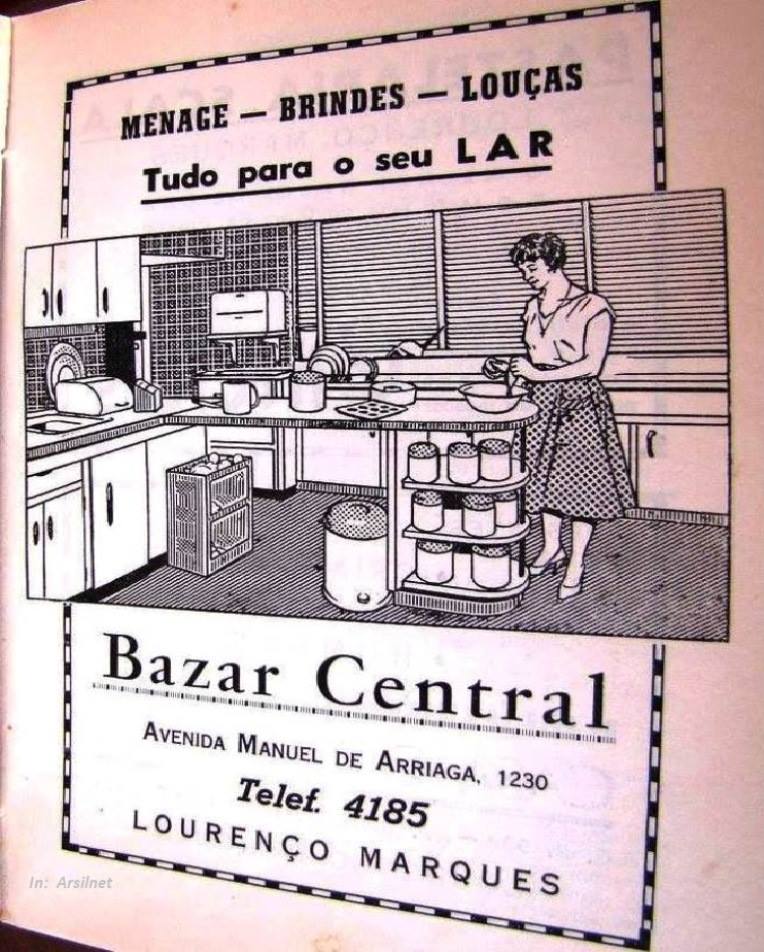 MENAGE — BRINDES — LOUÇAS
Tudo para o seu LAR
Bazar Central
AVENIDA MANUEL DE ARRIAGA, 1230
Telef. 4185
LOURENÇO MARQUES
In: Arsilnet